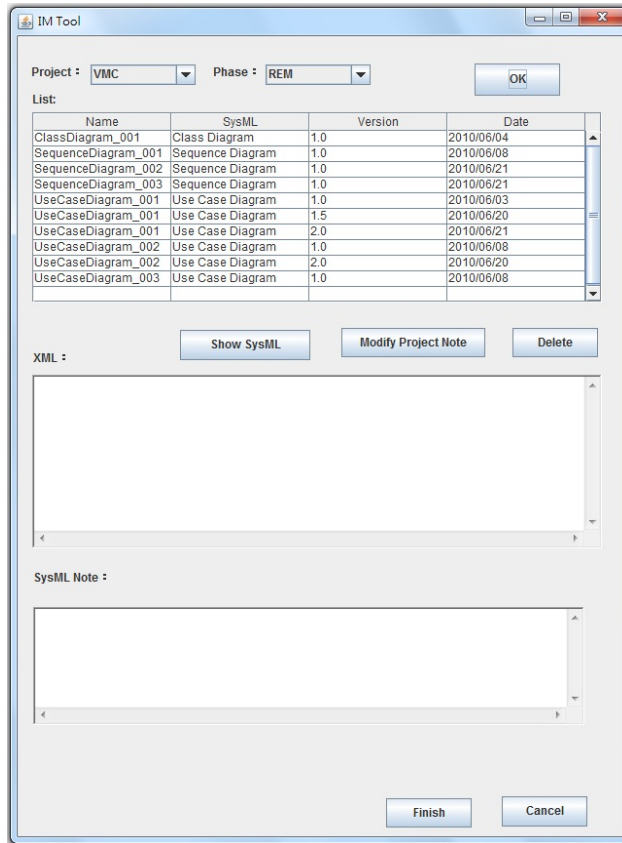 IM Tool
Project : VMC Phase : REM OK
List:
Name SysML Version Date
ClassDiagram_001 Class Diagram 1.0 2010/06/04
SequenceDiagram_001 Sequence Diagram 1.0 2010/06/08
SequenceDiagram_002 Sequence Diagram 1.0 2010/06/21
SequenceDiagram_003 Sequence Diagram 1.0 2010/06/21
UseCaseDiagram_001 Use Case Diagram 1.0 2010/06/03
UseCaseDiagram_001 Use Case Diagram 1.5 2010/06/20
UseCaseDiagram_001 Use Case Diagram 2.0 2010/06/21
UseCaseDiagram_002 Use Case Diagram 1.0 2010/06/08
UseCaseDiagram_002 Use Case Diagram 2.0 2010/06/20
UseCaseDiagram_003 Use Case Diagram 1.0 2010/06/08
Show SysML Modify Project Note Delete
XML :
SysML Note :
Finish Cancel